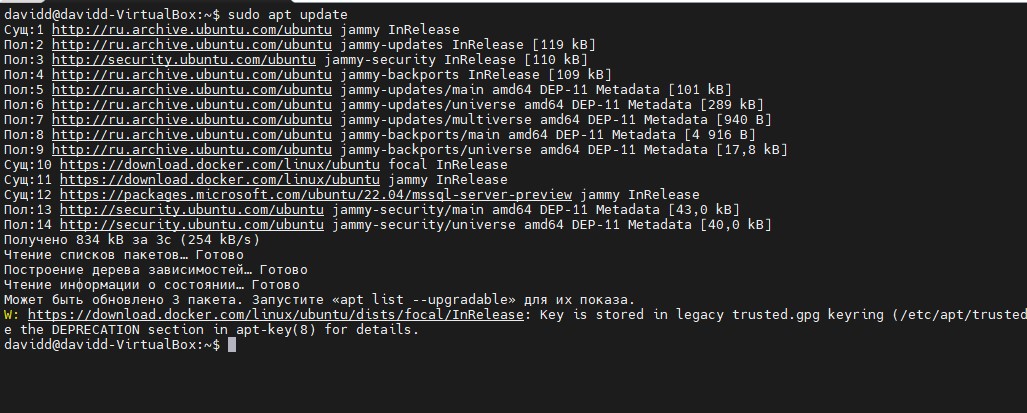 davidd@davidd-VirtualBox:~$ sudo apt update
Сущ:1 http://ru.archive.ubuntu.com/ubuntu jammy InRelease
Пол:2 http://ru.archive.ubuntu.com/ubuntu jammy-updates InRelease [119 kB]
Пол:3 http://security.ubuntu.com/ubuntu jammy-security InRelease [110 kB]
Пол:4 http://ru.archive.ubuntu.com/ubuntu jammy-backports InRelease [109 kB]
Пол:5 http://ru.archive.ubuntu.com/ubuntu jammy-updates/main amd64 DEP-11 Metadata [101 kB]
Пол:6 http://ru.archive.ubuntu.com/ubuntu jammy-updates/universe amd64 DEP-11 Metadata [289 kB]
Пол:7 http://ru.archive.ubuntu.com/ubuntu jammy-updates/multiverse amd64 DEP-11 Metadata [940 B]
Пол:8 http://ru.archive.ubuntu.com/ubuntu jammy-backports/main amd64 DEP-11 Metadata [4 916 B]
Пол:9 http://ru.archive.ubuntu.com/ubuntu jammy-backports/universe amd64 DEP-11 Metadata [17,8 kB]
Сущ:10 https://download.docker.com/linux/ubuntu focal InRelease
Сущ:11 https://download.docker.com/linux/ubuntu jammy InRelease
Сущ:12 https://packages.microsoft.com/ubuntu/22.04/mssql-server-preview jammy InRelease
Пол:13 http://security.ubuntu.com/ubuntu jammy-security/main amd64 DEP-11 Metadata [43,0 kB]
Пол:14 http://security.ubuntu.com/ubuntu jammy-security/universe amd64 DEP-11 Metadata [40,0 kB]
Получено 834 kB за 3с (254 kB/s)
Чтение списков пакетов… Готово
Построение дерева зависимостей… Готово
Чтение информации о состоянии… Готово
Может быть обновлено 3 пакета. Запустите «apt list --upgradable» для их показа.
W: https://download.docker.com/linux/ubuntu/dists/focal/InRelease: Key is stored in legacy trusted.gpg keyring (/etc/apt/trusted
e the DEPRECATION section in apt-key(8) for details.
davidd@davidd-VirtualBox:~$